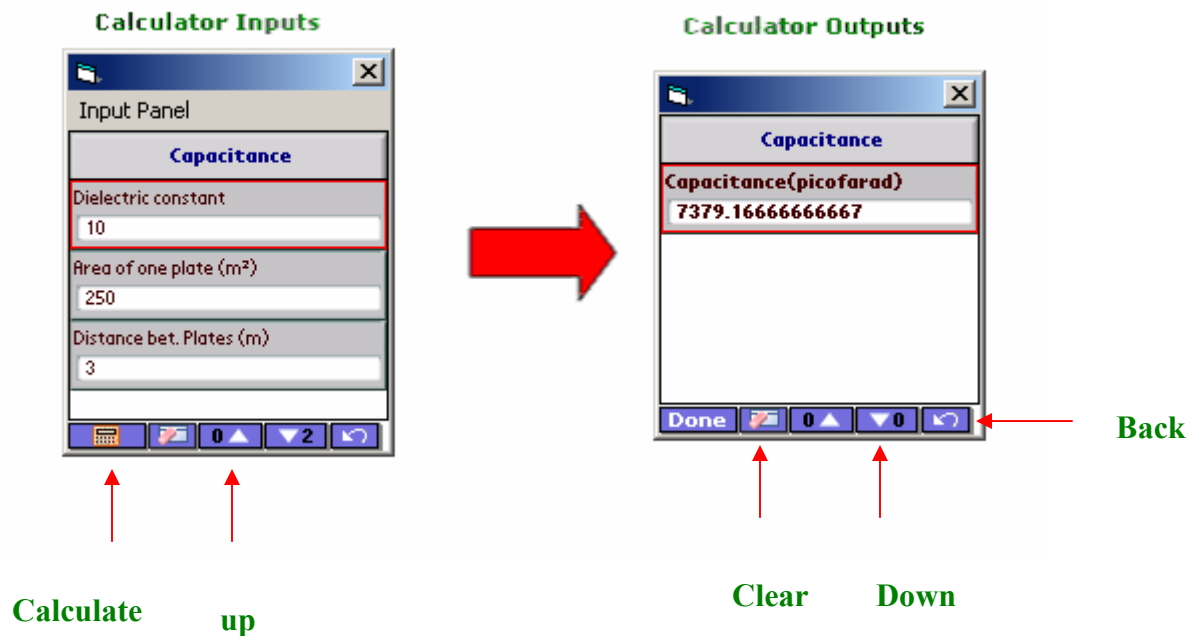 Calculator Inputs
Input Panel
Capacitance
Dielectric constant
10
Area of one plate (m²)
250
Distance bet. Plates (m)
3
0
2
Calculate
up
Calculator Outputs
Capacitance
Capacitance(picofarad)
7379.16666666667
Done
0
0
Back
Clear
Down